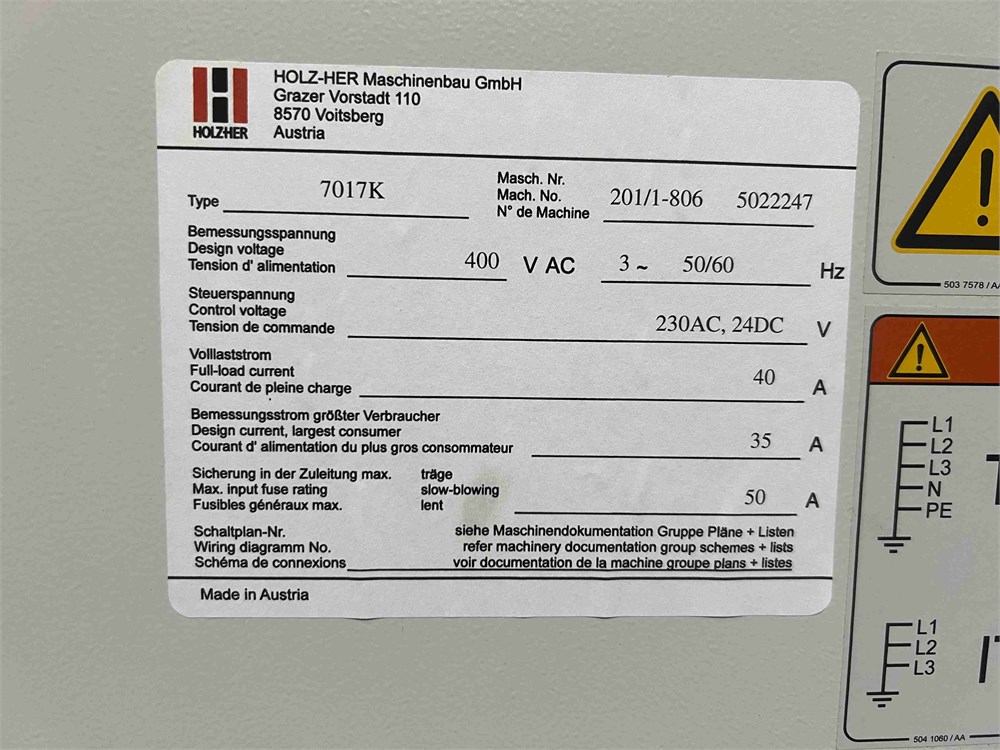 HOLZ-HER Maschinenbau GmbH
Grazer Vorstadt 110
8570 Voitsberg
Austria
HOLZHER
Type 7017K
Masch. Nr.
Mach. No. 201/1-806 5022247
N° de Machine
Bemessungsspannung
Design voltage
Tension d' alimentation 400 V AC 3 ~ 50/60 Hz
Steuerspannung
Control voltage
Tension de commande 230AC, 24DC V
Volllaststrom
Full-load current
Courant de pleine charge 40 A
Bemessungsstrom größter Verbraucher
Design current, largest consumer
Courant d' alimentation du plus gros consommateur 35 A
Sicherung in der Zuleitung max. träge
Max. input fuse rating slow-blowing
Fusibles généraux max. lent 50 A
Schaltplan-Nr. siehe Maschinendokumentation Gruppe Pläne + Listen
Wiring diagramm No. refer machinery documentation group schemes + lists
Schéma de connexions voir documentation de la machine groupe plans + listes
Made in Austria
503 7578 / AA
L1
L2
L3
N
PE
L1
L2
L3
504 1060 / AA